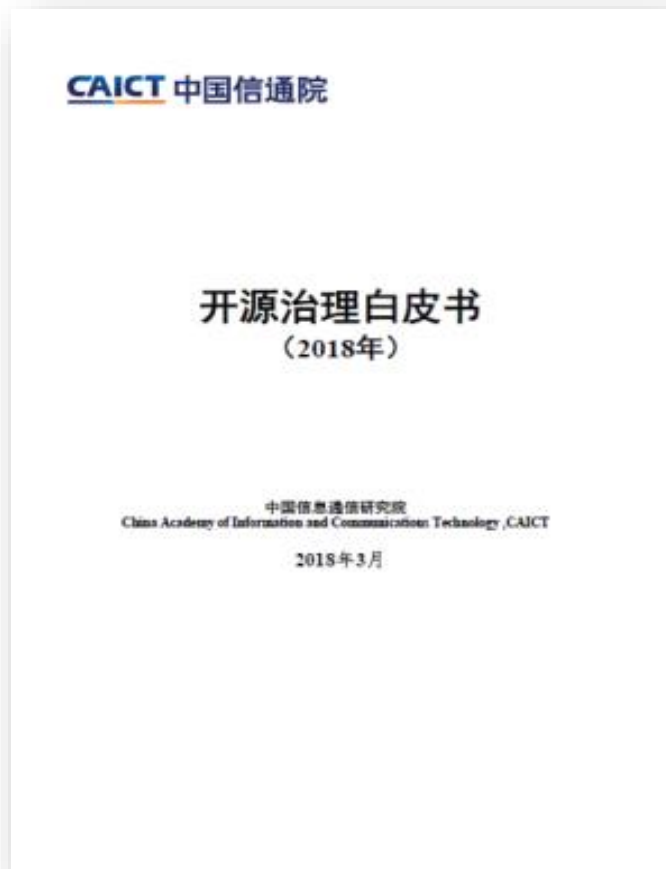 CAICT 中国信通院
开源治理白皮书
（2018年）
中国信息通信研究院
China Academy of Information and Communications Technology ,CAICT
2018年3月